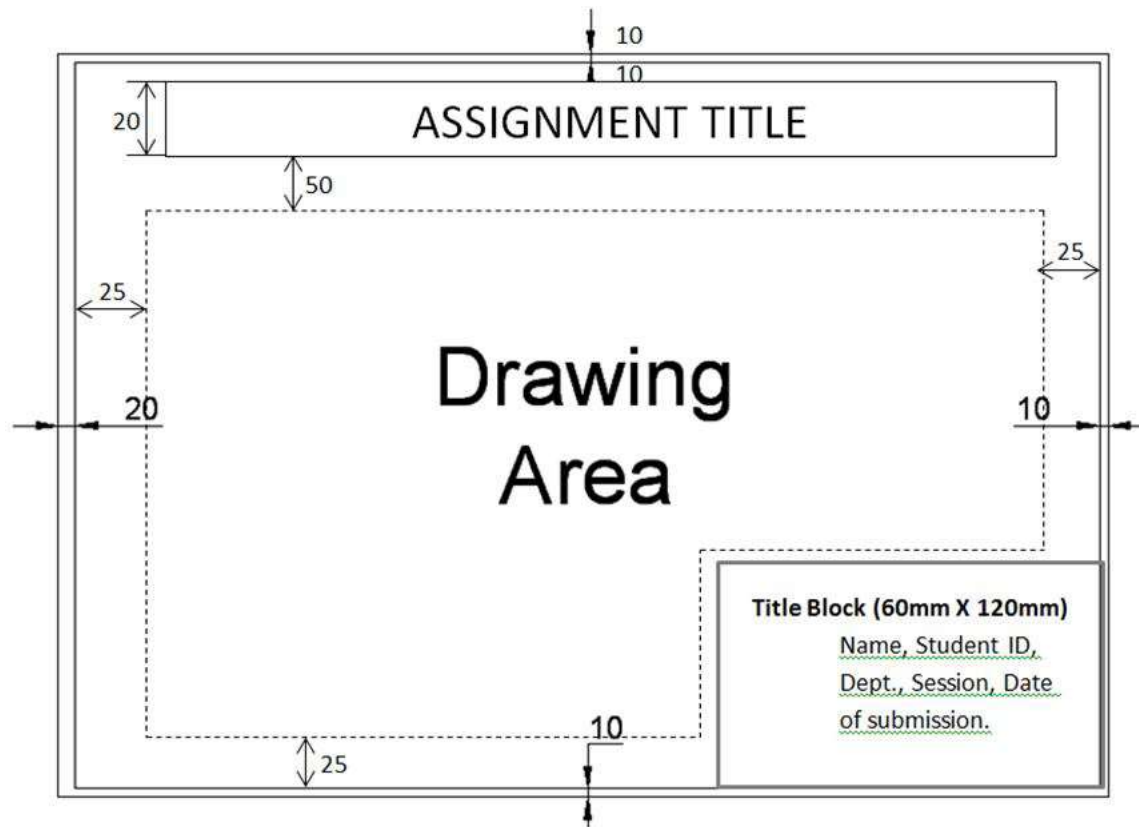 10
10
20
ASSIGNMENT TITLE
50
25
25
Drawing
Area
20
10
Title Block (60mm X 120mm)
Name, Student ID,
Dept., Session, Date
of submission.
10
25